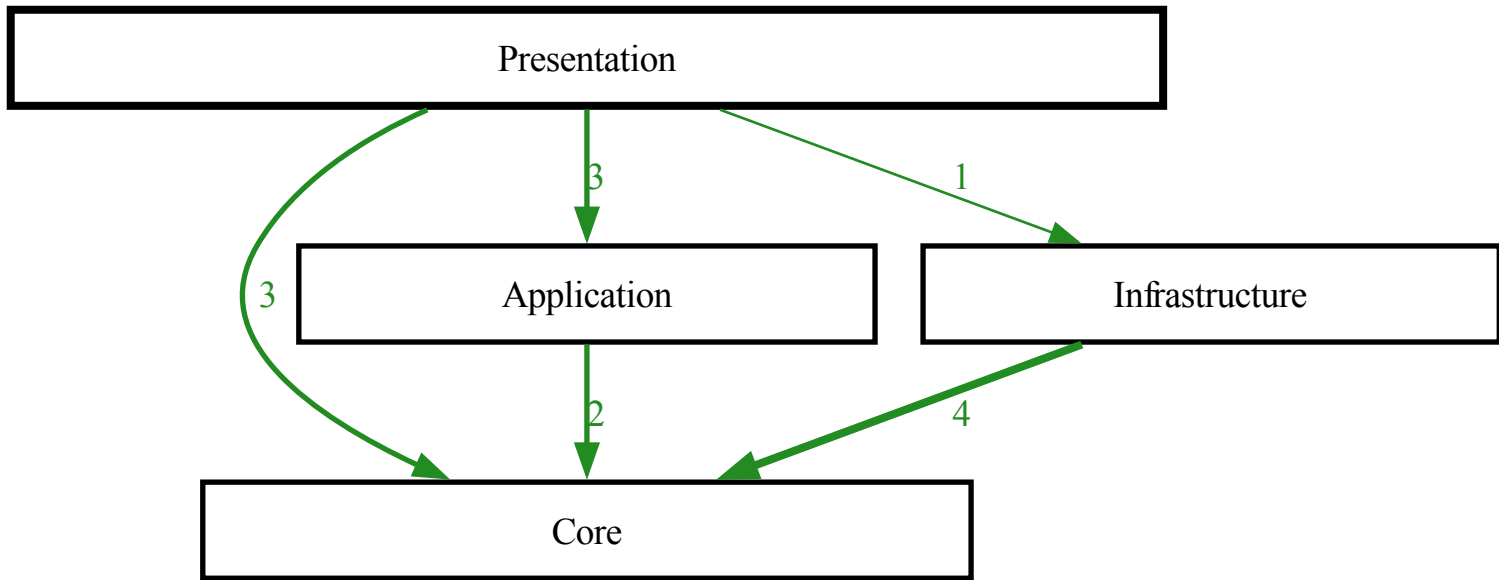 Presentation
3
1
3
Application
Infrastructure
2
4
Core